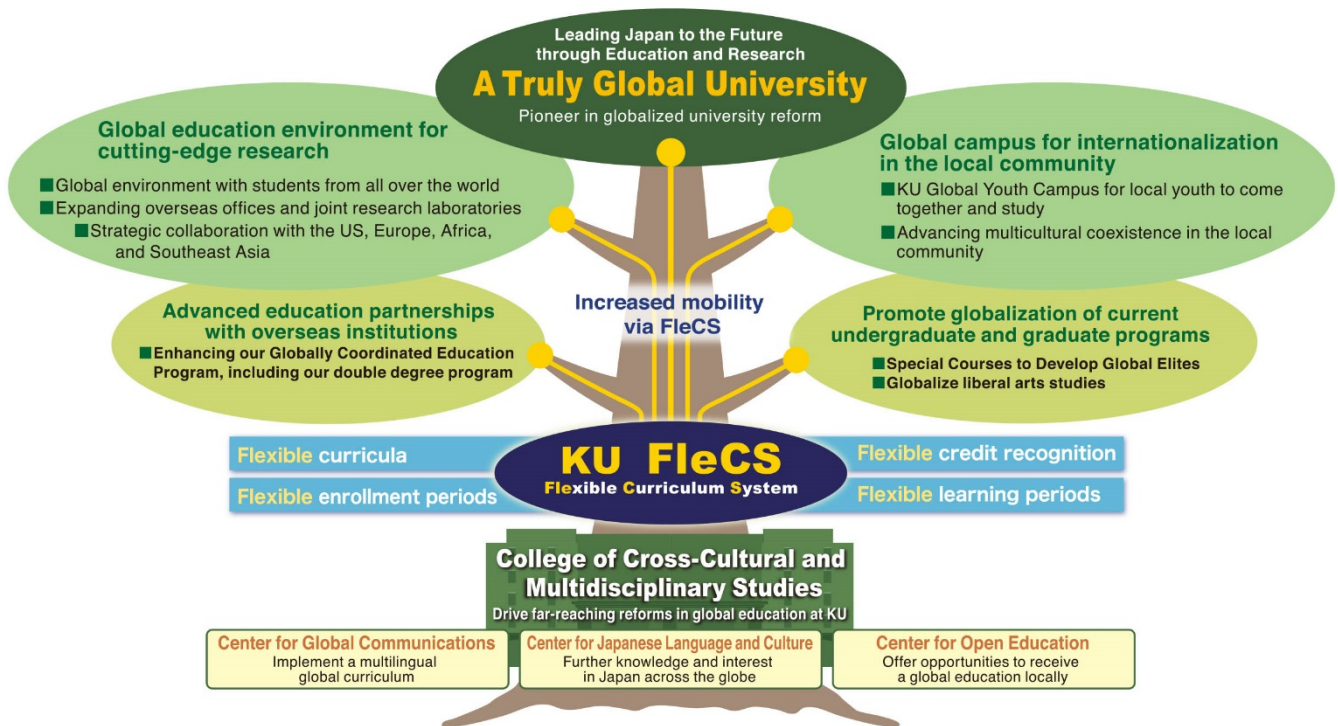 Leading Japan to the Future
through Education and Research
A Truly Global University
Pioneer in globalized university reform
Global education environment for
cutting-edge research
■Global environment with students from all over the world
■Expanding overseas offices and joint research laboratories
■Strategic collaboration with the US, Europe, Africa,
and Southeast Asia
Global campus for internationalization
in the local community
■KU Global Youth Campus for local youth to come
together and study
■Advancing multicultural coexistence in the local
community
Advanced education partnerships
with overseas institutions
■Enhancing our Globally Coordinated Education
Program, including our double degree program
Increased mobility
via FleCS
Promote globalization of current
undergraduate and graduate programs
■Special Courses to Develop Global Elites
■Globalize liberal arts studies
Flexible curricula
Flexible enrollment periods
KU FleCS
Flexible Curriculum System
Flexible credit recognition
Flexible learning periods
College of Cross-Cultural and
Multidisciplinary Studies
Drive far-reaching reforms in global education at KU
Center for Global Communications
Implement a multilingual
global curriculum
Center for Japanese Language and Culture
Further knowledge and interest
in Japan across the globe
Center for Open Education
Offer opportunities to receive
a global education locally